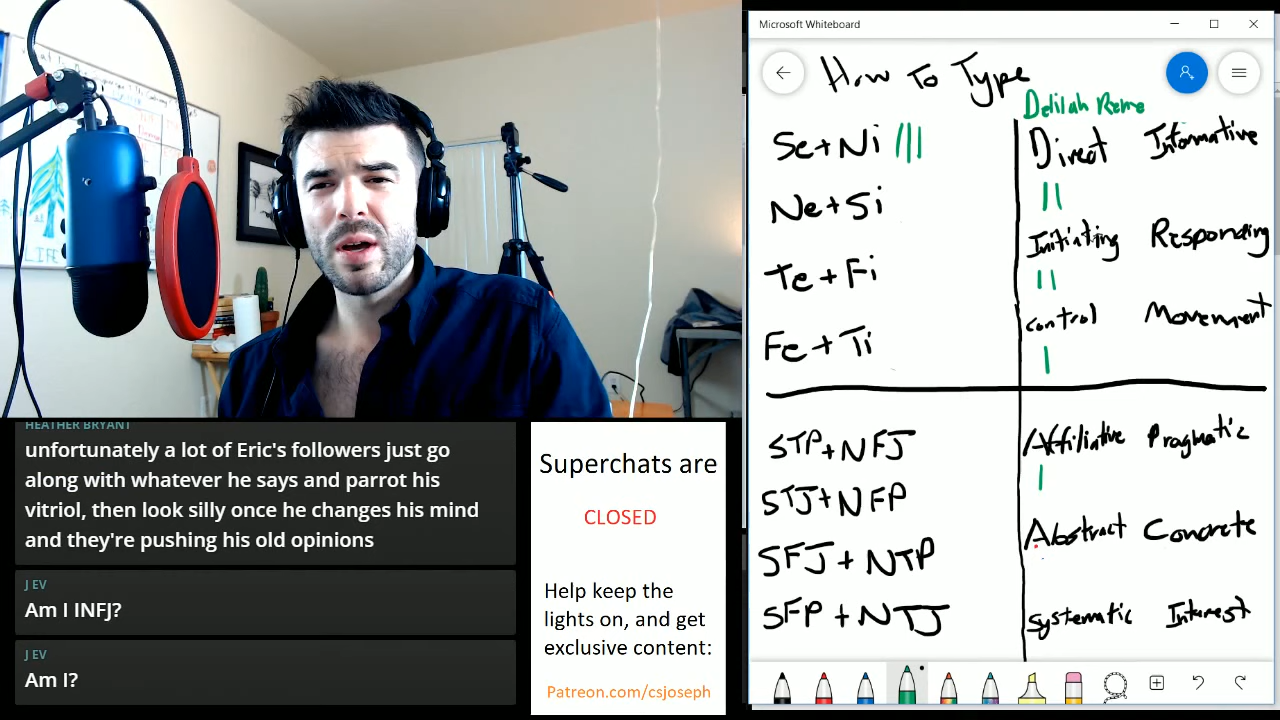 Microsoft Whiteboard
How To Type
Delilah Reme
Se+Ni
Direct Informative
Ne+Si
Initiating Responding
Te + Fi
control Movement
Fe + Ti
STP+NFJ
Affiliative Pragmatic
STJ+NFP
Abstract Concrete
SFJ + NTP
SFP + NTJ
Systematic Interest
HEATHER BRYANT
unfortunately a lot of Eric's followers just go
along with whatever he says and parrot his
vitriol, then look silly once he changes his mind
and they're pushing his old opinions
J EV
Am I INFJ?
J EV
Am I?
Superchats are
CLOSED
Help keep the
lights on, and get
exclusive content:
Patreon.com/csjoseph
LIFE